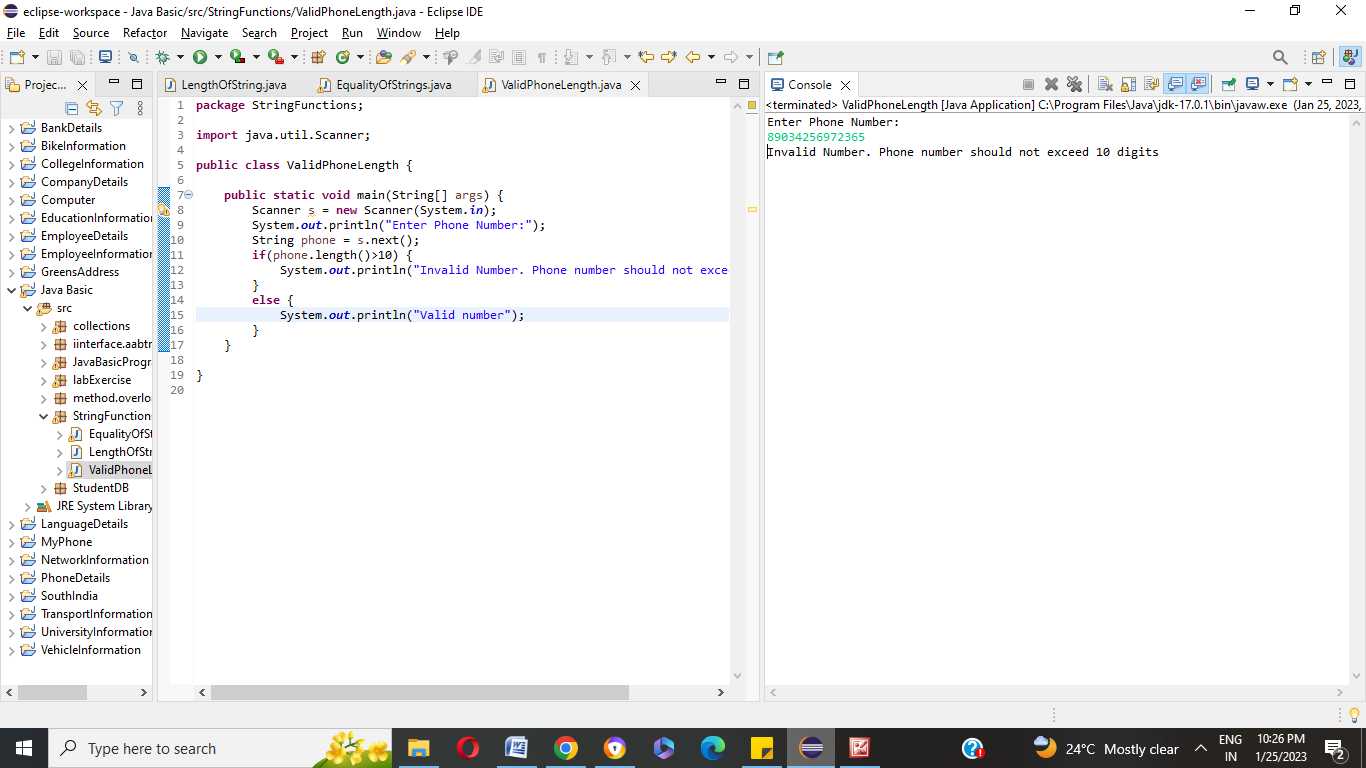 eclipse-workspace - Java Basic/src/StringFunctions/ValidPhoneLength.java - Eclipse IDE
File Edit Source Refactor Navigate Search Project Run Window Help
Projec...
BankDetails
BikeInformation
CollegeInformation
CompanyDetails
Computer
EducationInformation
EmployeeDetails
EmployeeInformation
GreensAddress
Java Basic
src
collections
iinterface.aabtr
JavaBasicProgr
labExercise
method.overlo
StringFunction
EqualityOfSt
LengthOfStr
ValidPhoneL
StudentDB
JRE System Library
LanguageDetails
MyPhone
NetworkInformation
PhoneDetails
SouthIndia
TransportInformation
UniversityInformation
VehicleInformation
LengthOfString.java EqualityOfStrings.java ValidPhoneLength.java
1 package StringFunctions;
2
3 import java.util.Scanner;
4
5 public class ValidPhoneLength {
6
7 public static void main(String[] args) {
8 Scanner s = new Scanner(System.in);
9 System.out.println("Enter Phone Number:");
10 String phone = s.next();
11 if(phone.length()>10) {
12 System.out.println("Invalid Number. Phone number should not exce
13 }
14 else {
15 System.out.println("Valid number");
16 }
17 }
18
19 }
20
Console
<terminated> ValidPhoneLength [Java Application] C:\Program Files\Java\jdk-17.0.1\bin\javaw.exe (Jan 25, 2023,
Enter Phone Number:
89034256972365
Invalid Number. Phone number should not exceed 10 digits
Type here to search
24°C Mostly clear
ENG
IN
10:26 PM
1/25/2023
2